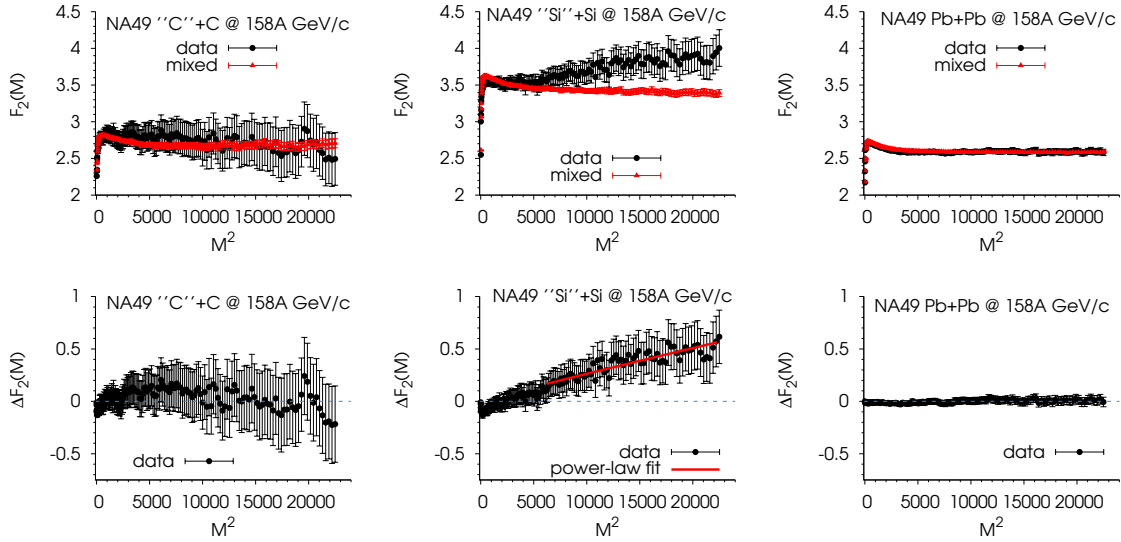 NA49 ′′C′′+C @ 158A GeV/c
data
mixed
F2(M)
4.5
4
3.5
3
2.5
2
0 5000 10000 15000 20000
M²
NA49 ′′Si′′+Si @ 158A GeV/c
data
mixed
F2(M)
4.5
4
3.5
3
2.5
2
0 5000 10000 15000 20000
M²
NA49 Pb+Pb @ 158A GeV/c
data
mixed
F2(M)
4.5
4
3.5
3
2.5
2
0 5000 10000 15000 20000
M²
NA49 ′′C′′+C @ 158A GeV/c
data
ΔF2(M)
1
0.5
0
-0.5
0 5000 10000 15000 20000
M²
NA49 ′′Si′′+Si @ 158A GeV/c
data
power-law fit
ΔF2(M)
1
0.5
0
-0.5
0 5000 10000 15000 20000
M²
NA49 Pb+Pb @ 158A GeV/c
data
ΔF2(M)
1
0.5
0
-0.5
0 5000 10000 15000 20000
M²